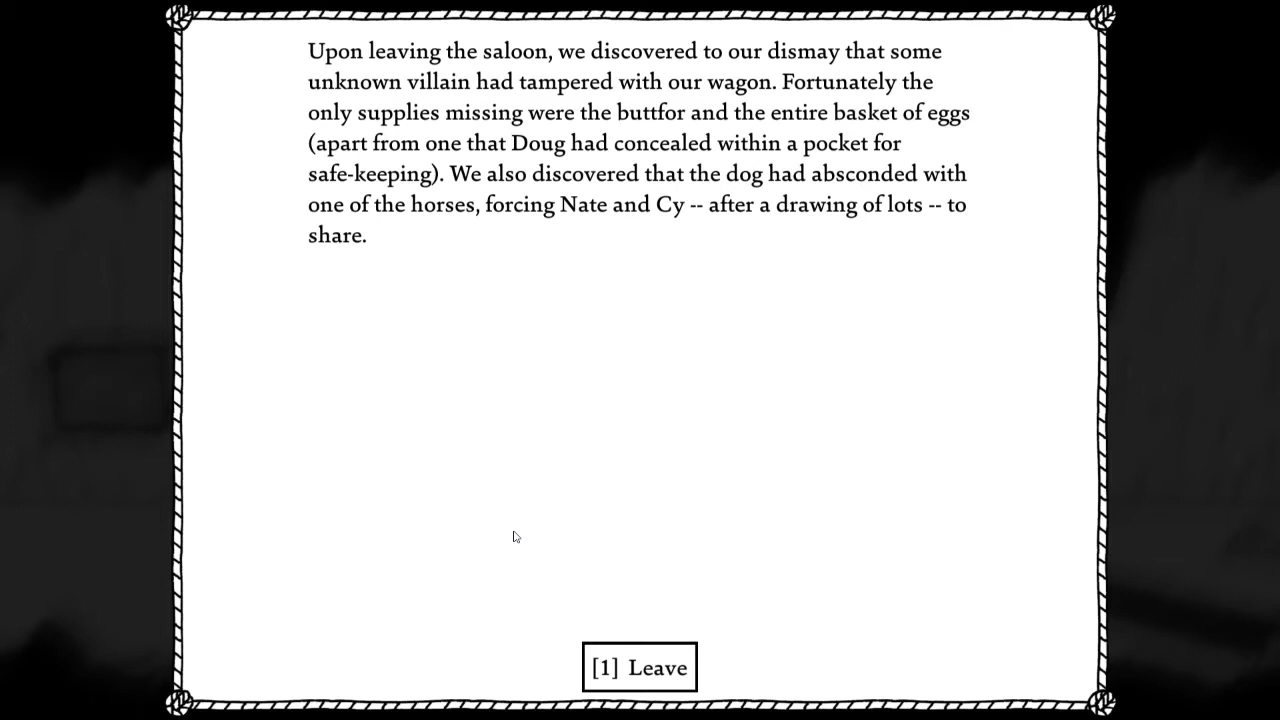 Upon leaving the saloon, we discovered to our dismay that some
unknown villain had tampered with our wagon. Fortunately the
only supplies missing were the buttfor and the entire basket of eggs
(apart from one that Doug had concealed within a pocket for
safe-keeping). We also discovered that the dog had absconded with
one of the horses, forcing Nate and Cy -- after a drawing of lots -- to
share.
[1] Leave